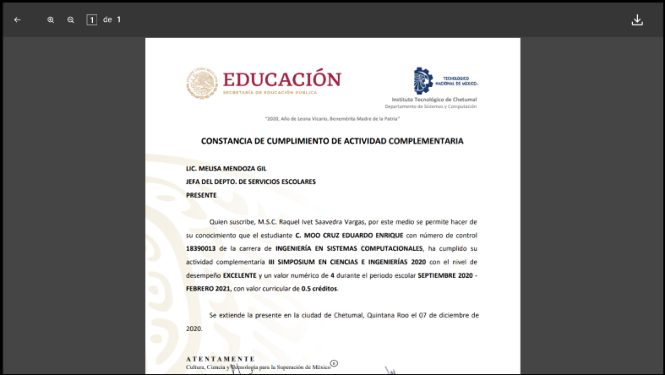 1 de 1
EDUCACIÓN
SECRETARÍA DE EDUCACIÓN PÚBLICA
TECNOLÓGICO
NACIONAL DE MÉXICO
Instituto Tecnológico de Chetumal
Departamento de Sistemas y Computación
"2020, Año de Leona Vicario, Benemérita Madre de la Patria"
CONSTANCIA DE CUMPLIMIENTO DE ACTIVIDAD COMPLEMENTARIA
LIC. MELISA MENDOZA GIL
JEFA DEL DEPTO. DE SERVICIOS ESCOLARES
PRESENTE
Quien suscribe, M.S.C. Raquel Ivet Saavedra Vargas, por este medio se permite hacer de
su conocimiento que el estudiante C. MOO CRUZ EDUARDO ENRIQUE con número de control
18390013 de la carrera de INGENIERÍA EN SISTEMAS COMPUTACIONALES, ha cumplido su
actividad complementaria III SIMPOSIUM EN CIENCIAS E INGENIERÍAS 2020 con el nivel de
desempeño EXCELENTE y un valor numérico de 4 durante el periodo escolar SEPTIEMBRE 2020 -
FEBRERO 2021, con valor curricular de 0.5 créditos.
Se extiende la presente en la ciudad de Chetumal, Quintana Roo el 07 de diciembre de
2020.
ATENTAMENTE
Cultura, Ciencia y Tecnología para la Superación de México